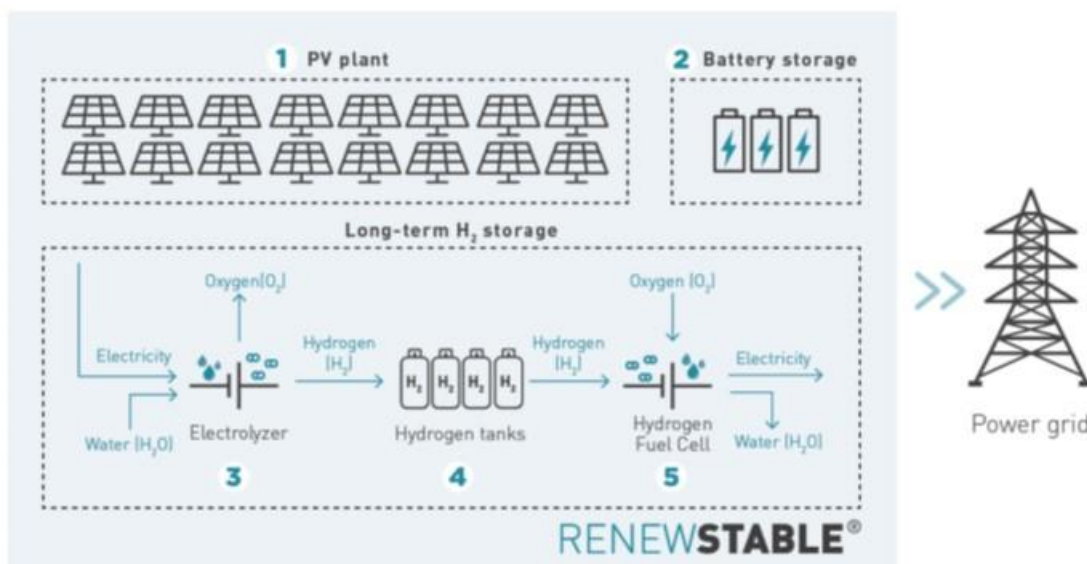 1 PV plant
2 Battery storage
Long-term H₂ storage
Oxygen(O₂)
Oxygen (O₂)
Electricity
Hydrogen
(H₂)
Hydrogen
(H₂)
Electricity
H₂ H₂ H₂ H₂
Water (H₂O)
Electrolyzer
Hydrogen tanks
Hydrogen
Fuel Cell
Water (H₂O)
Power grid
3
4
5
RENEWSTABLE®